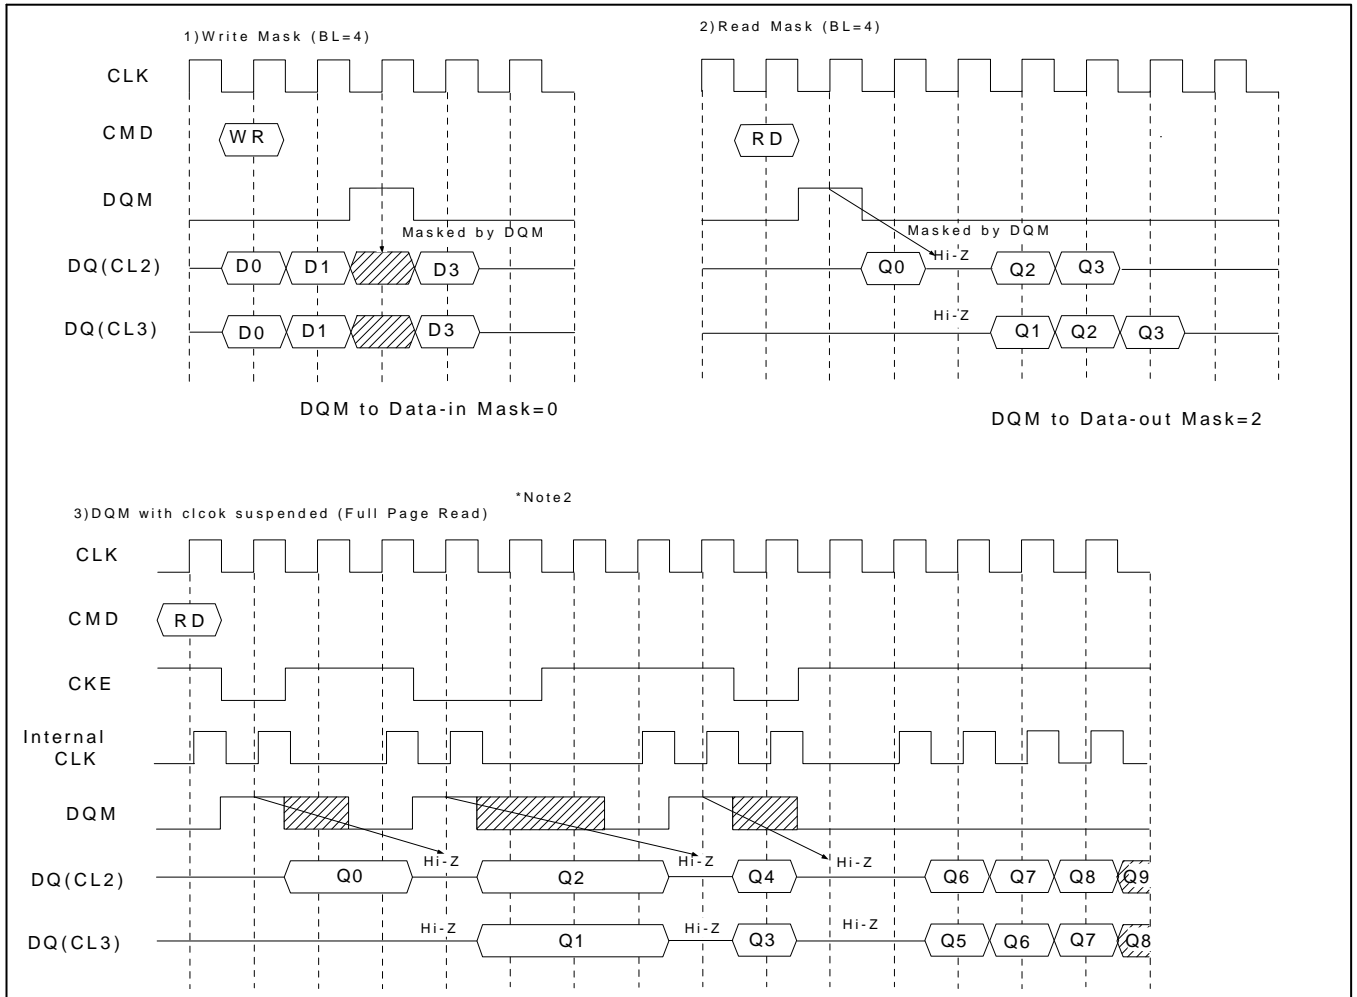 1)Write Mask (BL=4)
2)Read Mask (BL=4)
CLK
CMD
WR
RD
DQM
Masked by DQM
Masked by DQM
DQ(CL2)
D0 D1 D3
Q0 Hi-Z Q2 Q3
DQ(CL3)
D0 D1 D3
Hi-Z Q1 Q2 Q3
DQM to Data-in Mask=0
DQM to Data-out Mask=2
*Note2
3)DQM with clcok suspended (Full Page Read)
CLK
CMD
RD
CKE
Internal
CLK
DQM
Hi-Z Hi-Z Hi-Z
DQ(CL2)
Q0 Q2 Q4 Q6 Q7 Q8 Q9
Hi-Z Hi-Z Hi-Z
DQ(CL3)
Q1 Q3 Q5 Q6 Q7 Q8